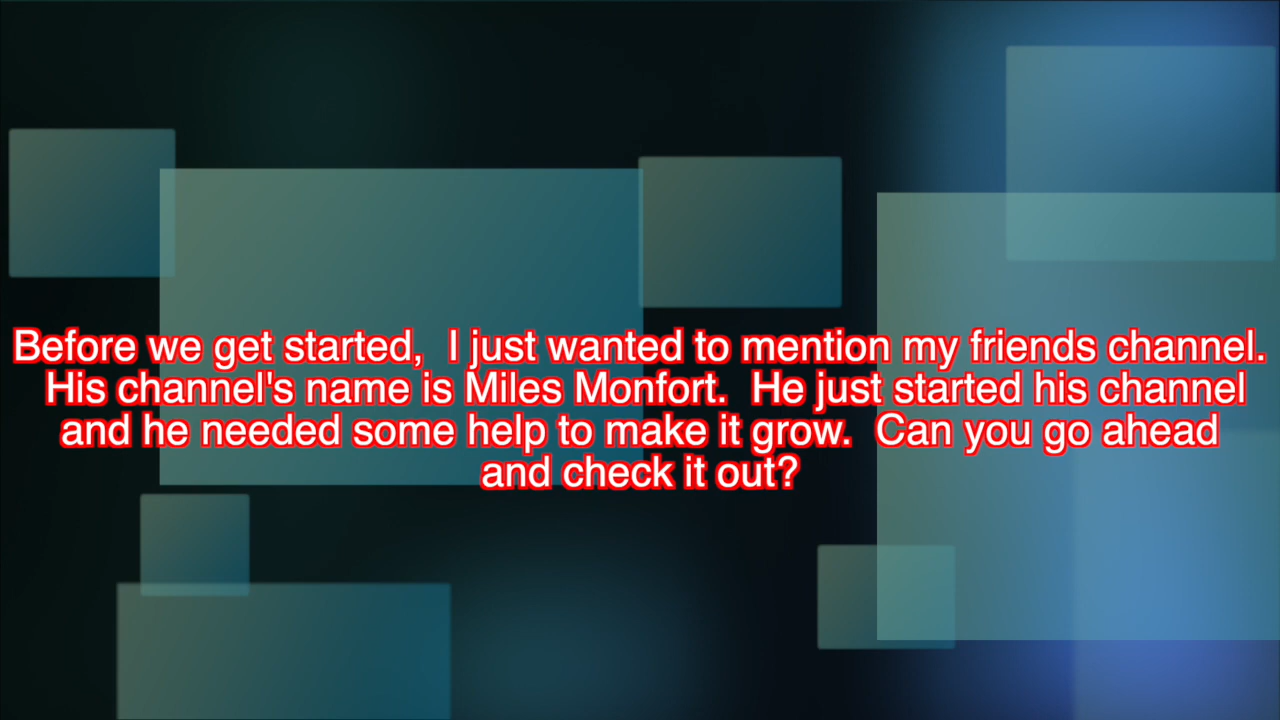 Before we get started,  I just wanted to mention my friends channel.
His channel's name is Miles Monfort.  He just started his channel
and he needed some help to make it grow.  Can you go ahead
and check it out?